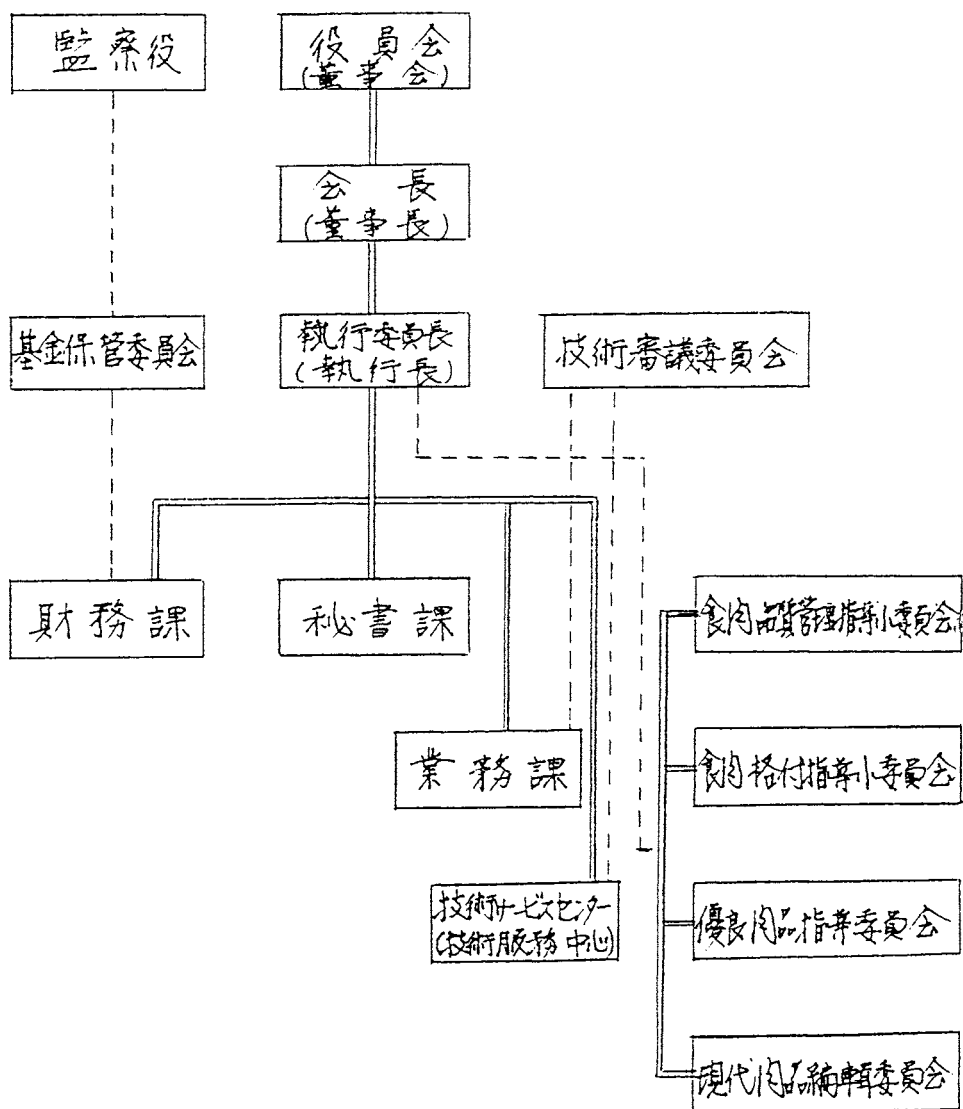 監察役
役員会
(董事会)
会長
(董事長)
基金保管委員会
執行委員長
(執行長)
技術審議委員会
財務課
秘書課
食肉品質管理指導小委員会
業務課
食肉格付指導小委員会
技術サービスセンター
(技術服務中心)
優良肉品指導委員会
現代肉品編輯委員会